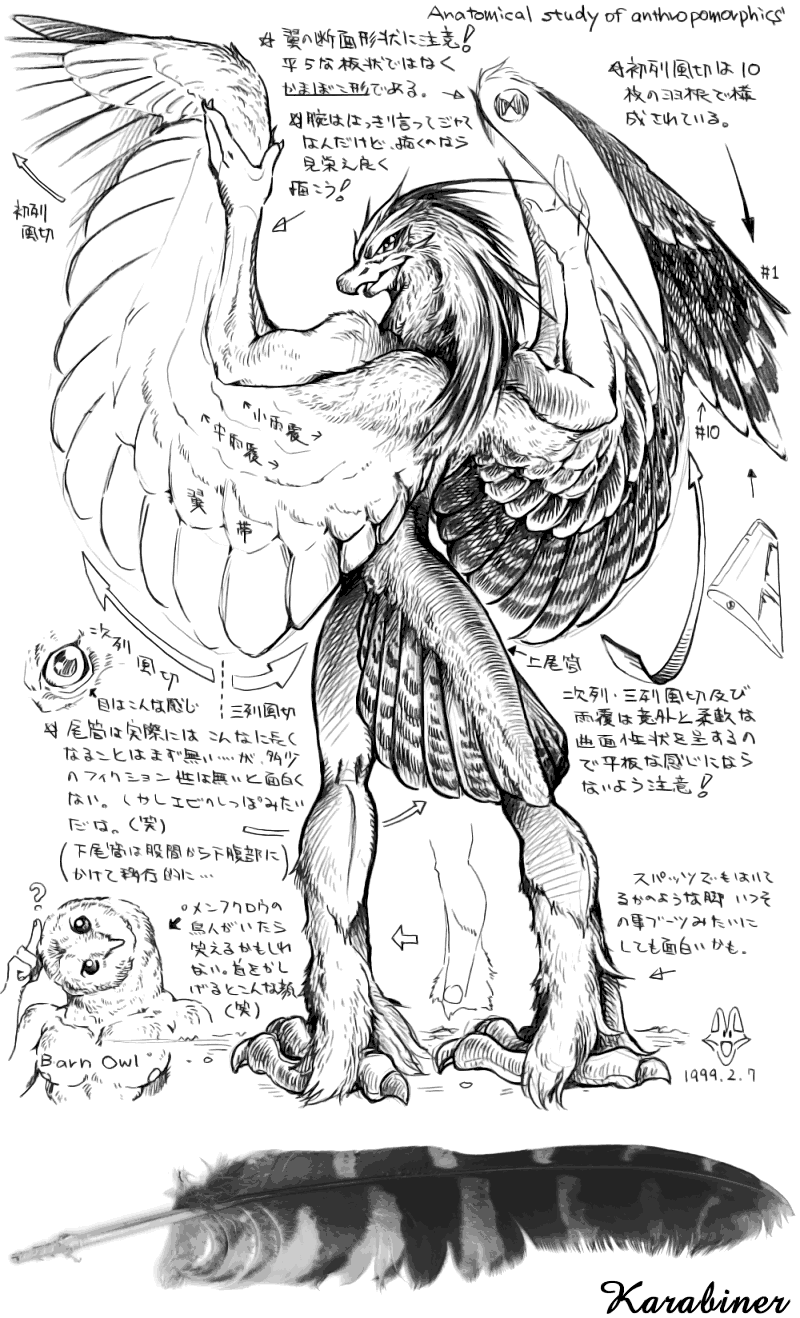 Anatomical study of anthropomorphics
☆翼の断面形状に注意!
平らな板状ではなく
かまぼこ形である。
☆腕ははっきり言ってジャマ
なんだけど、描くのなら
見栄え良く
描こう!
☆初列風切は10
枚の羽根で構
成されている。
初列
風切
#1
#10
小雨覆
中雨覆
翼
帯
次列
風切
三列風切
目はこんな感じ
上尾筒
☆尾筒は実際にはこんなに長く
なることはまず無い…が、多少
のフィクション性は無いと面白く
ない。しかしエビのしっぽみたい
だな。(笑)
(下尾筒は股間から下腹部に
かけて移行的に…
次列・三列風切及び
雨覆は意外と柔軟な
曲面性状を呈するの
で平板な感じになら
ないよう注意!
?
メンフクロウの
鳥人がいたら
笑えるかもしれ
ない。首をかし
げるとこんな
(笑)
Barn Owl
スパッツでもはいて
るかのような脚 いっそ
の事ブーツみたいに
しても面白いかも。
1999.2.7
Karabiner